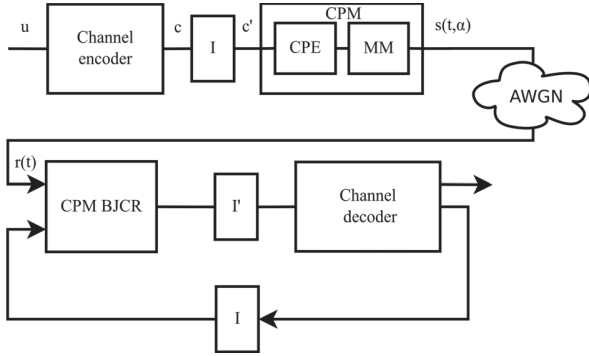 u
Channel
encoder
c
I
c'
CPM
CPE
MM
s(t,α)
AWGN
r(t)
CPM BJCR
I'
Channel
decoder
I